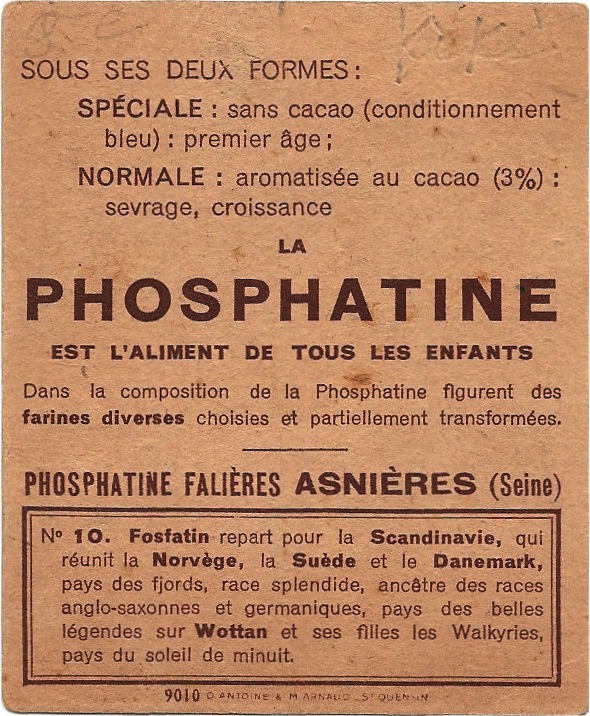 SOUS SES DEUX FORMES :
SPÉCIALE : sans cacao (conditionnement
bleu) : premier âge ;
NORMALE : aromatisée au cacao (3%) :
sevrage, croissance
LA
PHOSPHATINE
EST L'ALIMENT DE TOUS LES ENFANTS
Dans la composition de la Phosphatine figurent des
farines diverses choisies et partiellement transformées.
PHOSPHATINE FALIÈRES ASNIÈRES (Seine)
Nº 10. Fosfatin repart pour la Scandinavie, qui
réunit la Norvège, la Suède et le Danemark,
pays des fjords, race splendide, ancêtre des races
anglo-saxonnes et germaniques, pays des belles
légendes sur Wottan et ses filles les Walkyries,
pays du soleil de minuit.
9010 D ANTOINE & M ARNAUD _ St QUENTIN